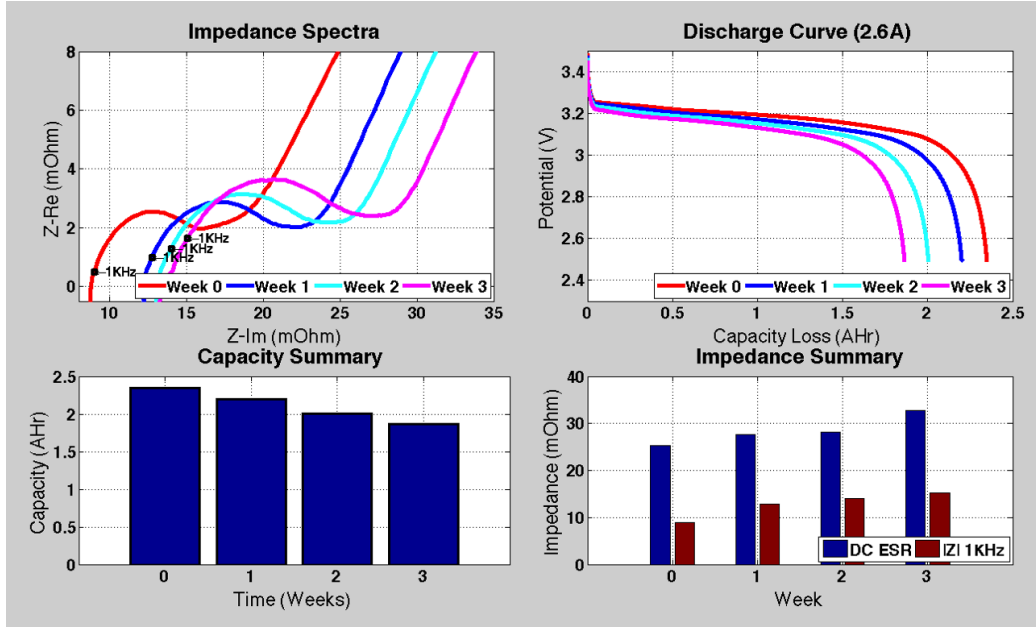 Impedance Spectra
8
6
4
2
0
Z-Re (mOhm)
1KHz
1KHz
1KHz
1KHz
Week 0 Week 1 Week 2 Week 3
10 15 20 25 30 35
Z-Im (mOhm)
Discharge Curve (2.6A)
3.4
3.2
3
2.8
2.6
2.4
Potential (V)
Week 0 Week 1 Week 2 Week 3
0 0.5 1 1.5 2 2.5
Capacity Loss (AHr)
Capacity Summary
2.5
2
1.5
1
0.5
0
Capacity (AHr)
0 1 2 3
Time (Weeks)
Impedance Summary
40
30
20
10
0
Impedance (mOhm)
DC ESR |Z| 1KHz
0 1 2 3
Week